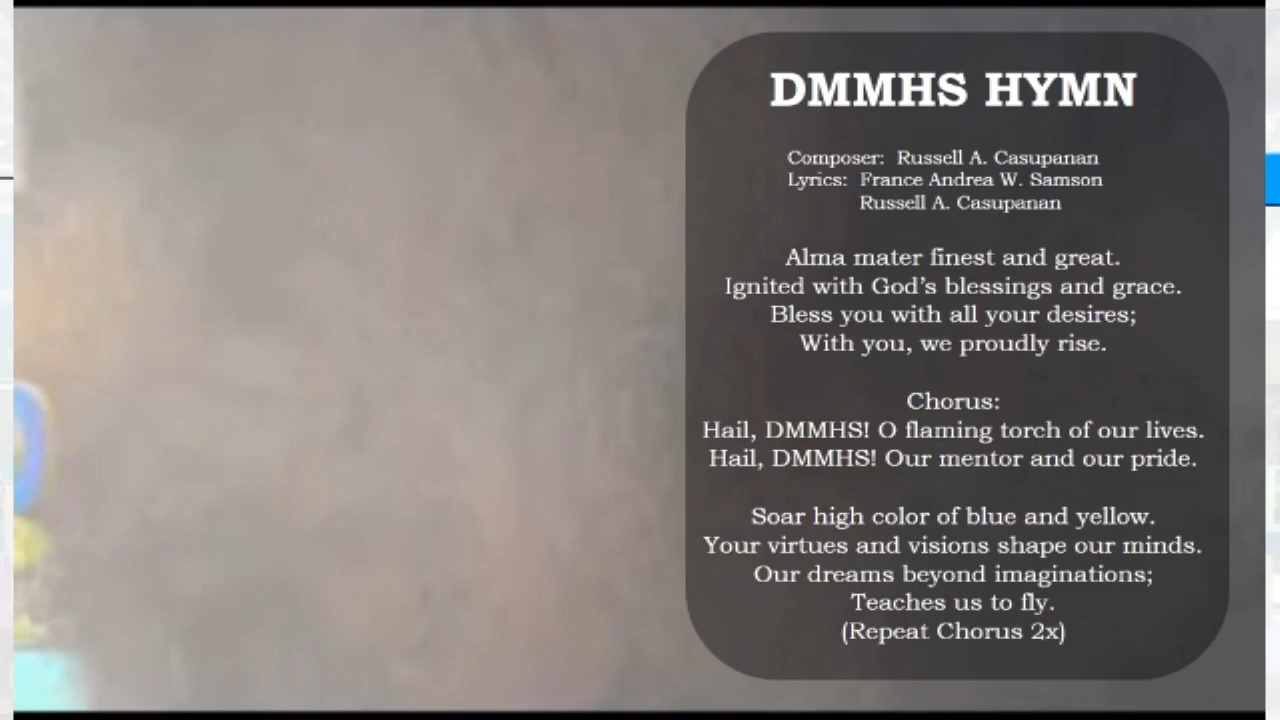 DMMHS HYMN
Composer: Russell A. Casupanan
Lyrics: France Andrea W. Samson
Russell A. Casupanan
Alma mater finest and great.
Ignited with God's blessings and grace.
Bless you with all your desires;
With you, we proudly rise.
Chorus:
Hail, DMMHS! O flaming torch of our lives.
Hail, DMMHS! Our mentor and our pride.
Soar high color of blue and yellow.
Your virtues and visions shape our minds.
Our dreams beyond imaginations;
Teaches us to fly.
(Repeat Chorus 2x)